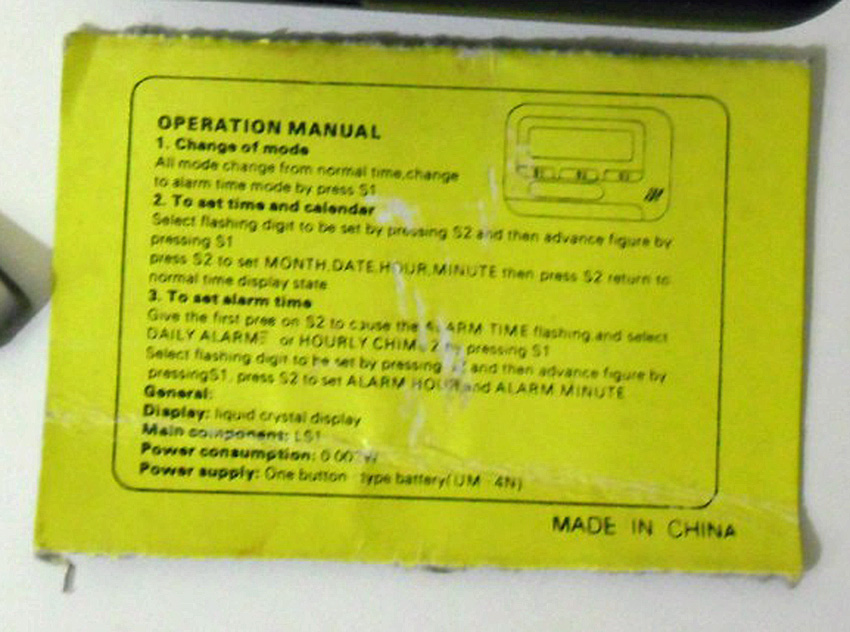 OPERATION MANUAL
1. Change of mode
All mode change from normal time,change
to alarm time mode by press S1
2. To set time and calendar
Select flashing digit to be set by pressing S2 and then advance figure by
pressing S1
press S2 to set MONTH,DATE,HOUR,MINUTE then press S2 return to
normal time display state
3. To set alarm time
Give the first pree on S2 to cause the ALARM TIME flashing and select
DAILY ALARME or HOURLY by pressing S1
Select flashing digit to be set by pressing and then advance figure by
pressingS1, press S2 to set ALARM HOUR and ALARM MINUTE
General:
Display: liquid crystal display
Main component: LS1
Power consumption:
Power supply: One button type battery(UM - 4N)
MADE IN CHINA